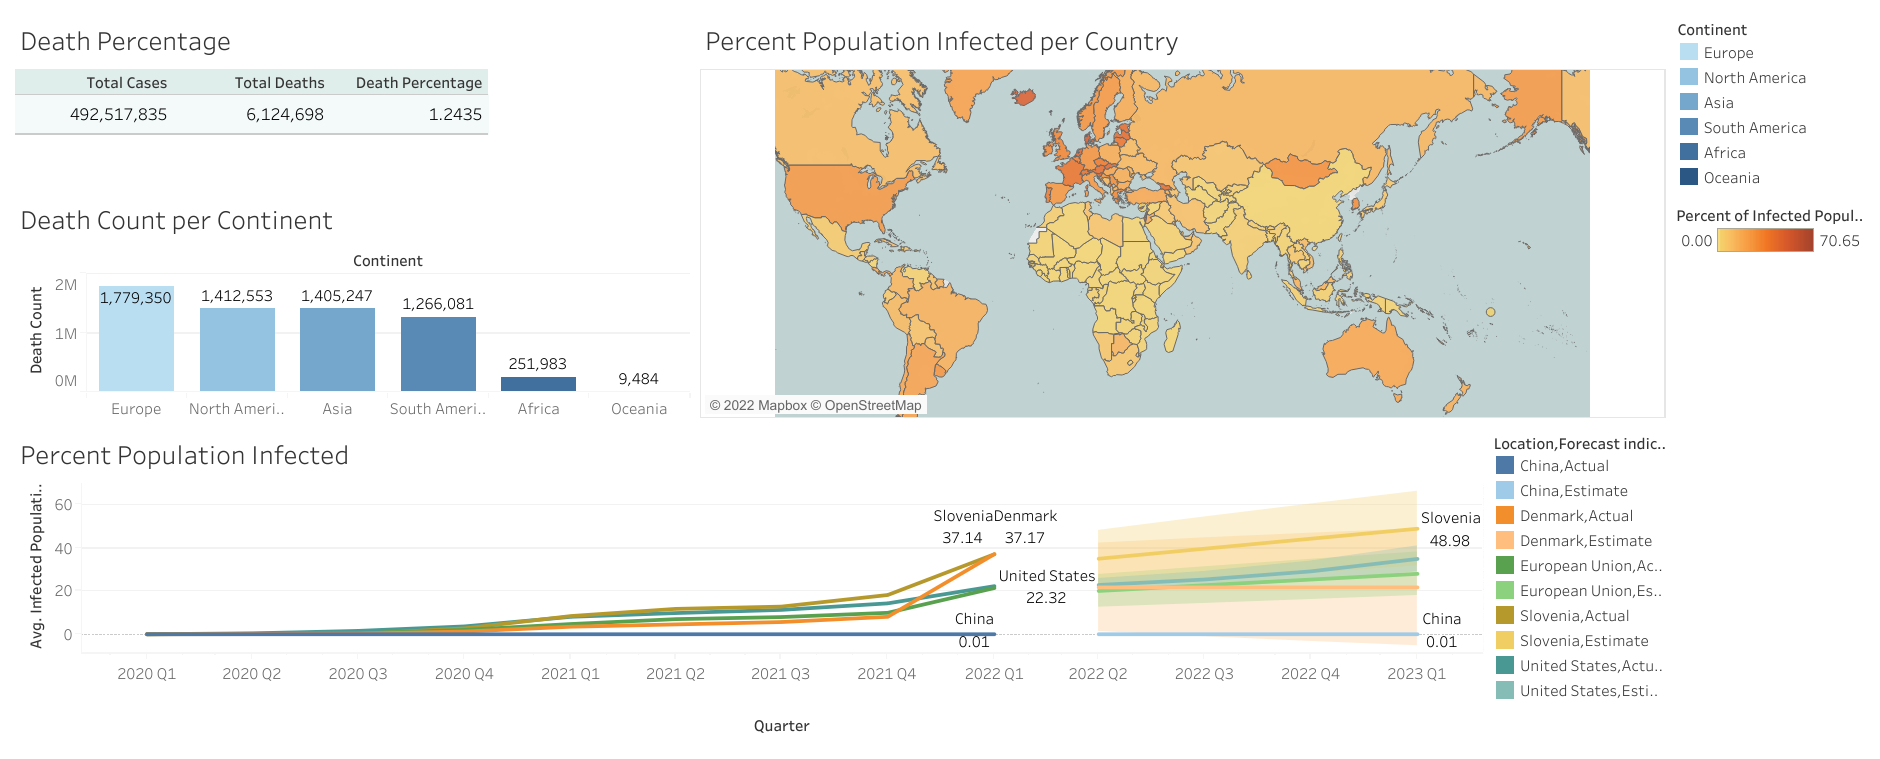 Death Percentage
Total Cases Total Deaths Death Percentage
492,517,835 6,124,698 1.2435
Death Count per Continent
Continent
Death Count
2M
1M
0M
1,779,350 1,412,553 1,405,247 1,266,081 251,983 9,484
Europe North Ameri.. Asia South Ameri.. Africa Oceania
Percent Population Infected per Country
© 2022 Mapbox © OpenStreetMap
Continent
Europe
North America
Asia
South America
Africa
Oceania
Percent of Infected Popul..
0.00 70.65
Percent Population Infected
Avg. Infected Populati..
60
40
20
0
Slovenia Denmark
37.14 37.17
United States
22.32
China
0.01
Slovenia
48.98
China
0.01
2020 Q1 2020 Q2 2020 Q3 2020 Q4 2021 Q1 2021 Q2 2021 Q3 2021 Q4 2022 Q1 2022 Q2 2022 Q3 2022 Q4 2023 Q1
Quarter
Location,Forecast indic..
China,Actual
China,Estimate
Denmark,Actual
Denmark,Estimate
European Union,Ac..
European Union,Es..
Slovenia,Actual
Slovenia,Estimate
United States,Actu..
United States,Esti..